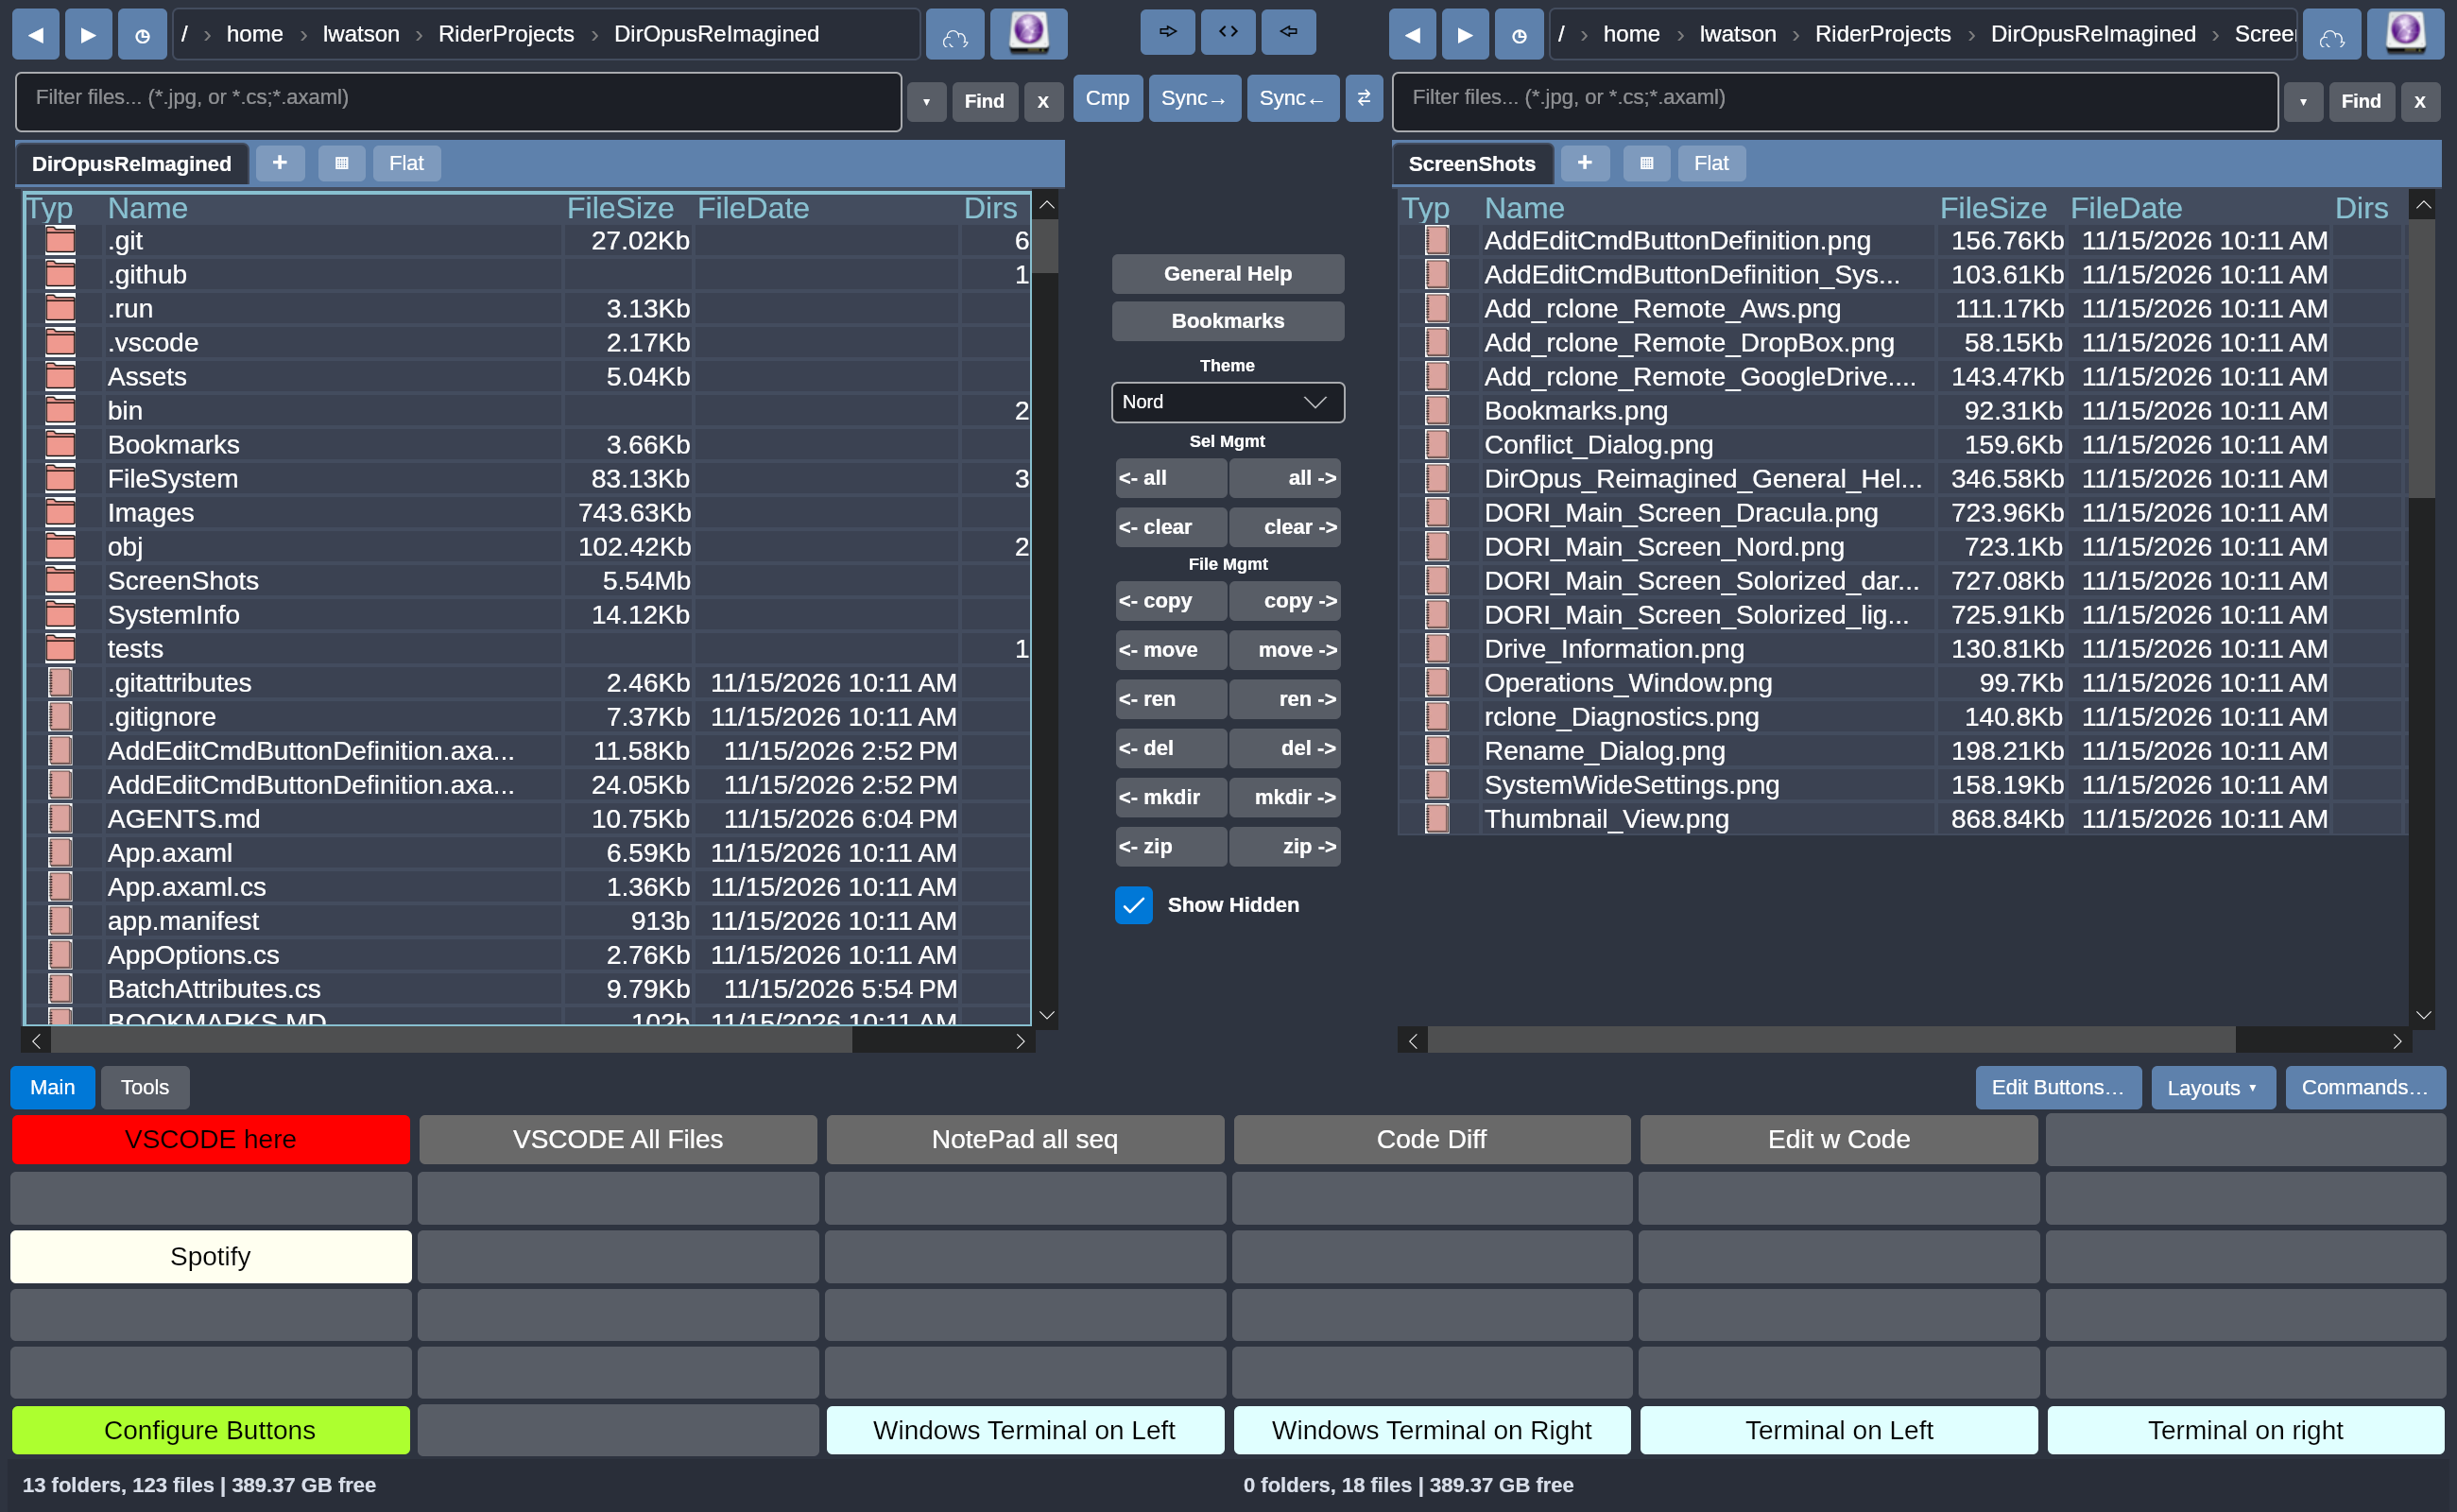 / › home › lwatson › RiderProjects › DirOpusReImagined
/ › home › lwatson › RiderProjects › DirOpusReImagined › Screen
Filter files... (*.jpg, or *.cs;*.axaml) Find x
Cmp Sync→ Sync← ⇄
Filter files... (*.jpg, or *.cs;*.axaml) Find x
DirOpusReImagined + Flat
Typ Name FileSize FileDate Dirs
.git 27.02Kb 6
.github 1
.run 3.13Kb
.vscode 2.17Kb
Assets 5.04Kb
bin 2
Bookmarks 3.66Kb
FileSystem 83.13Kb 3
Images 743.63Kb
obj 102.42Kb 2
ScreenShots 5.54Mb
SystemInfo 14.12Kb
tests 1
.gitattributes 2.46Kb 11/15/2026 10:11 AM
.gitignore 7.37Kb 11/15/2026 10:11 AM
AddEditCmdButtonDefinition.axa... 11.58Kb 11/15/2026 2:52 PM
AddEditCmdButtonDefinition.axa... 24.05Kb 11/15/2026 2:52 PM
AGENTS.md 10.75Kb 11/15/2026 6:04 PM
App.axaml 6.59Kb 11/15/2026 10:11 AM
App.axaml.cs 1.36Kb 11/15/2026 10:11 AM
app.manifest 913b 11/15/2026 10:11 AM
AppOptions.cs 2.76Kb 11/15/2026 10:11 AM
BatchAttributes.cs 9.79Kb 11/15/2026 5:54 PM
BOOKMARKS.MD 102b 11/15/2026 10:11 AM
General Help
Bookmarks
Theme
Nord
Sel Mgmt
<- all all ->
<- clear clear ->
File Mgmt
<- copy copy ->
<- move move ->
<- ren ren ->
<- del del ->
<- mkdir mkdir ->
<- zip zip ->
Show Hidden
ScreenShots + Flat
Typ Name FileSize FileDate Dirs
AddEditCmdButtonDefinition.png 156.76Kb 11/15/2026 10:11 AM
AddEditCmdButtonDefinition_Sys... 103.61Kb 11/15/2026 10:11 AM
Add_rclone_Remote_Aws.png 111.17Kb 11/15/2026 10:11 AM
Add_rclone_Remote_DropBox.png 58.15Kb 11/15/2026 10:11 AM
Add_rclone_Remote_GoogleDrive.... 143.47Kb 11/15/2026 10:11 AM
Bookmarks.png 92.31Kb 11/15/2026 10:11 AM
Conflict_Dialog.png 159.6Kb 11/15/2026 10:11 AM
DirOpus_Reimagined_General_Hel... 346.58Kb 11/15/2026 10:11 AM
DORI_Main_Screen_Dracula.png 723.96Kb 11/15/2026 10:11 AM
DORI_Main_Screen_Nord.png 723.1Kb 11/15/2026 10:11 AM
DORI_Main_Screen_Solorized_dar... 727.08Kb 11/15/2026 10:11 AM
DORI_Main_Screen_Solorized_lig... 725.91Kb 11/15/2026 10:11 AM
Drive_Information.png 130.81Kb 11/15/2026 10:11 AM
Operations_Window.png 99.7Kb 11/15/2026 10:11 AM
rclone_Diagnostics.png 140.8Kb 11/15/2026 10:11 AM
Rename_Dialog.png 198.21Kb 11/15/2026 10:11 AM
SystemWideSettings.png 158.19Kb 11/15/2026 10:11 AM
Thumbnail_View.png 868.84Kb 11/15/2026 10:11 AM
Main Tools Edit Buttons... Layouts Commands...
VSCODE here VSCODE All Files NotePad all seq Code Diff Edit w Code
Spotify
Configure Buttons Windows Terminal on Left Windows Terminal on Right Terminal on Left Terminal on right
13 folders, 123 files | 389.37 GB free
0 folders, 18 files | 389.37 GB free